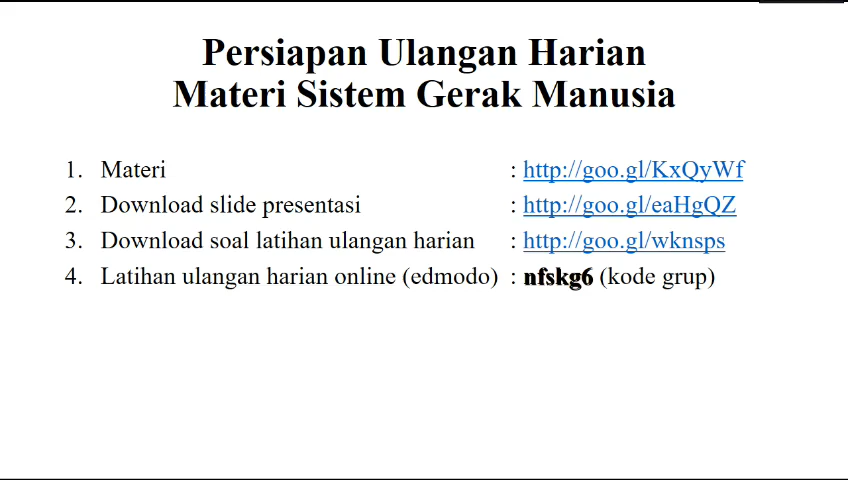 Persiapan Ulangan Harian
Materi Sistem Gerak Manusia
1. Materi : http://goo.gl/KxQyWf
2. Download slide presentasi : http://goo.gl/eaHgQZ
3. Download soal latihan ulangan harian : http://goo.gl/wknsps
4. Latihan ulangan harian online (edmodo) : nfskg6 (kode grup)